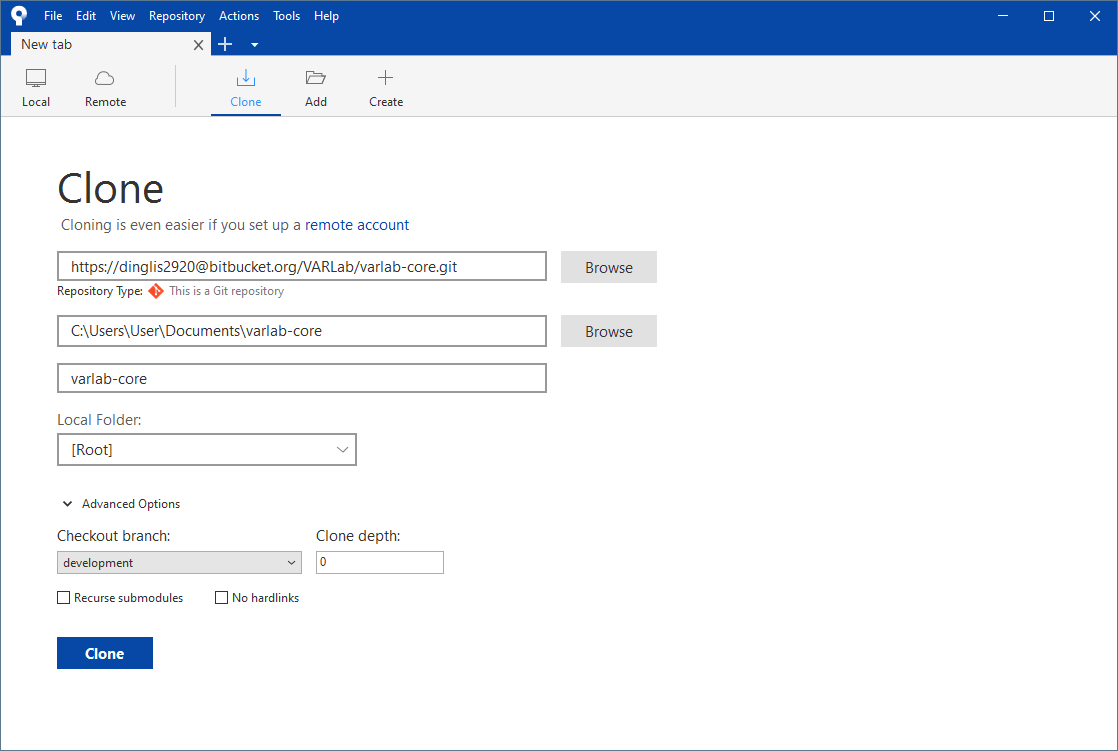 File Edit View Repository Actions Tools Help
New tab
Local Remote Clone Add Create
Clone
Cloning is even easier if you set up a remote account
https://dinglis2920@bitbucket.org/VARLab/varlab-core.git Browse
Repository Type: This is a Git repository
C:\Users\User\Documents\varlab-core Browse
varlab-core
Local Folder:
[Root]
Advanced Options
Checkout branch: Clone depth:
development 0
Recurse submodules No hardlinks
Clone